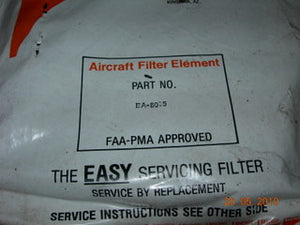 Aircraft Filter Element
PART NO.
FAA-PMA APPROVED
THE EASY SERVICING FILTER
SERVICE BY REPLACEMENT
SERVICE INSTRUCTIONS SEE OTHER SIDE